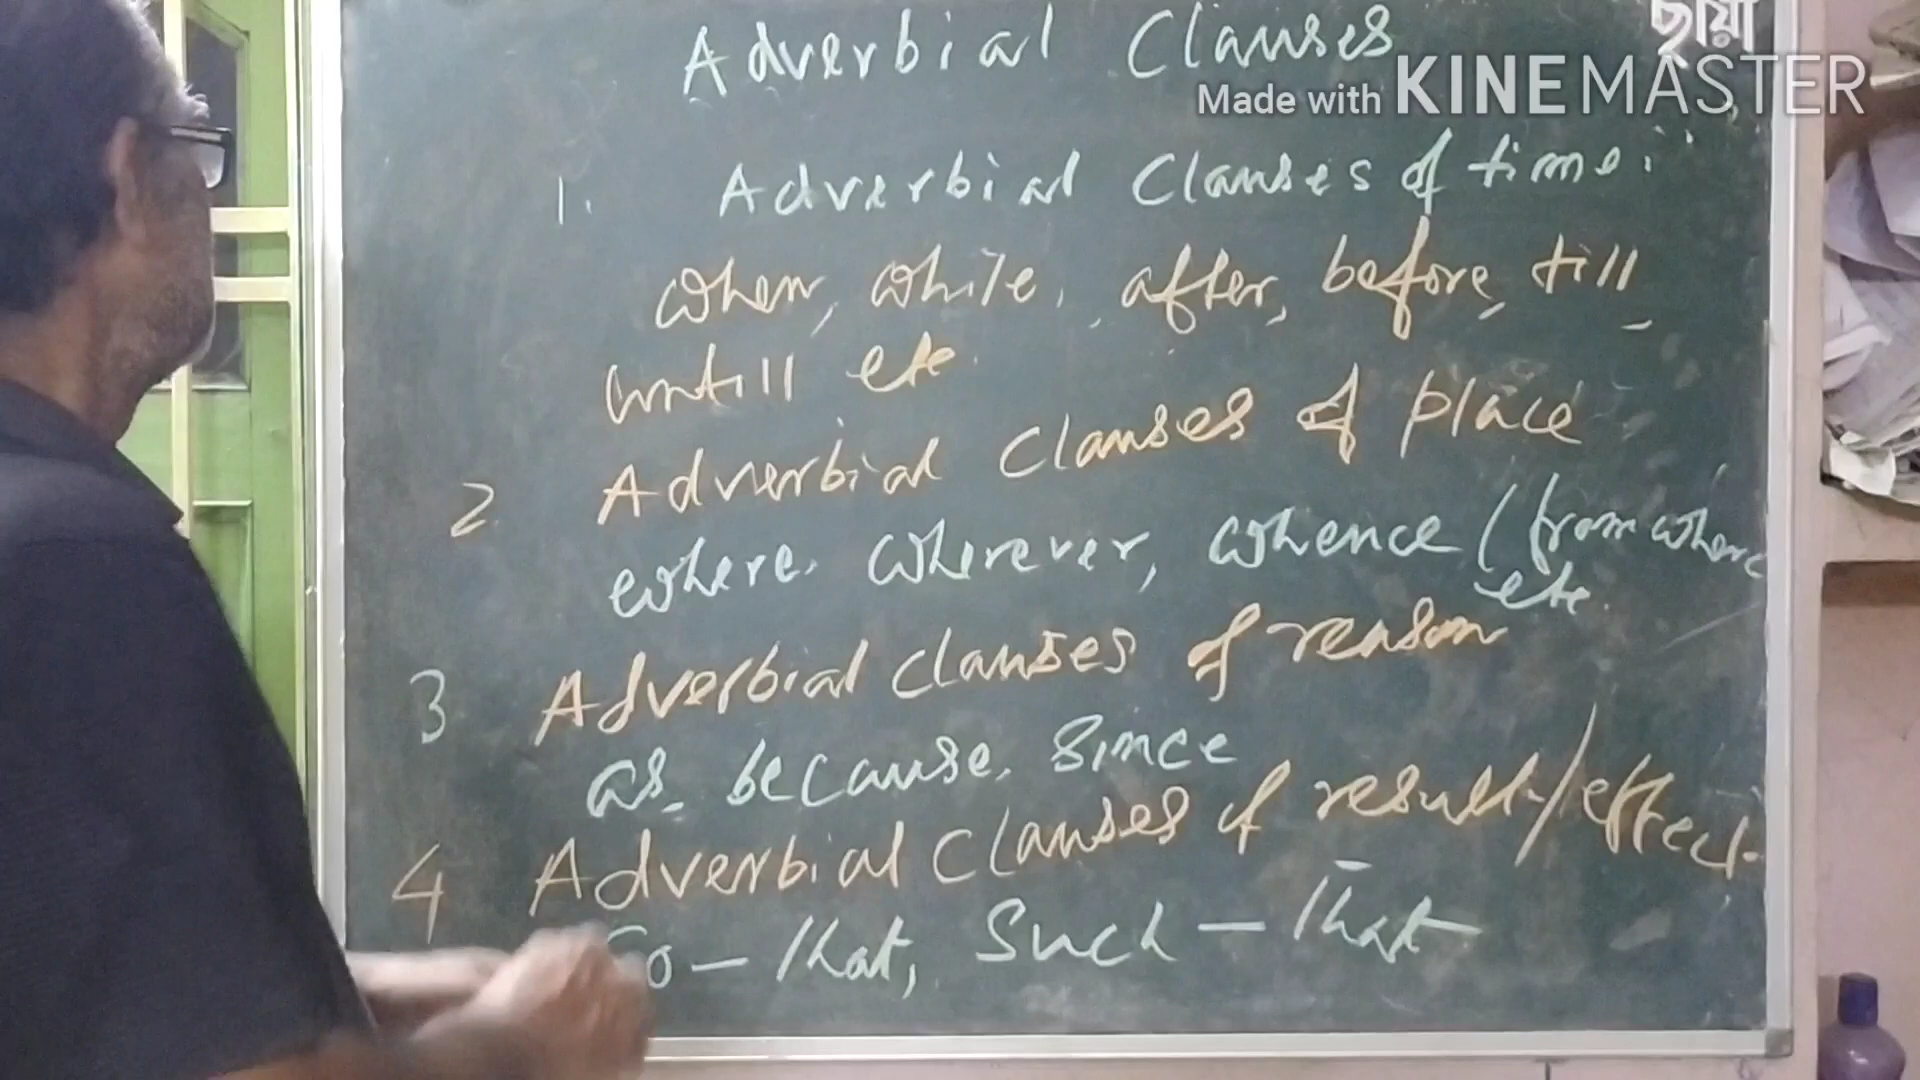 Adverbial Clauses
ছায়া
Made with KINEMASTER
1. Adverbial Clauses of time:
when, while, after, before, till,
untill etc.
2. Adverbial Clauses of place
where, wherever, whence (from where
etc.
3 Adverbial clauses of reason
as, because, since
4 Adverbial Clauses of result/effect-
So – that, Such – that